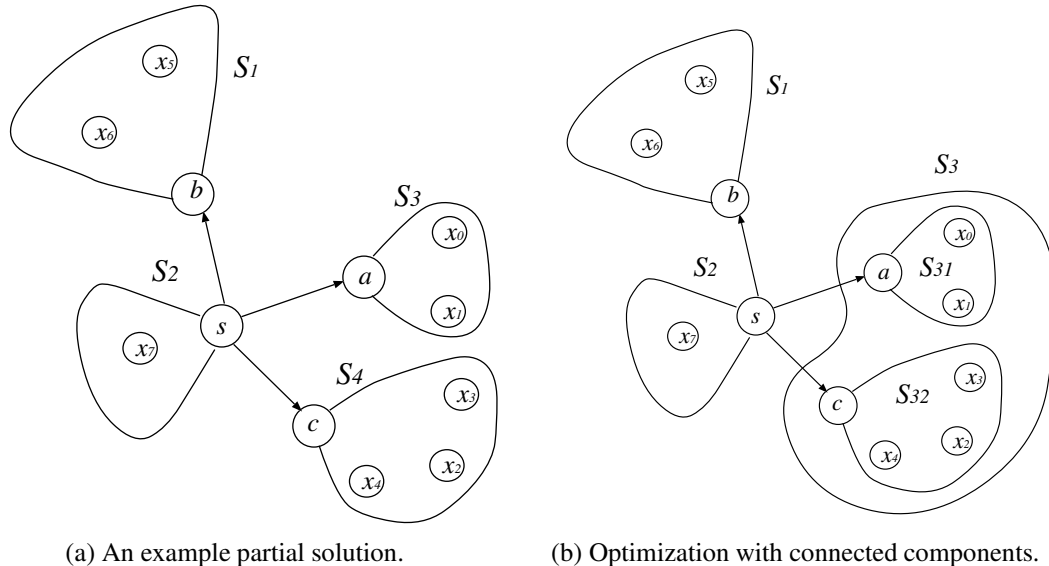 x5
S1
x6
b
S3
x0
S2
a
s
x1
x7
S4
x3
c
x2
x4
(a) An example partial solution.
x5
S1
x6
S3
b
x0
S2
a
S31
x1
s
x7
x3
S32
c
x2
x4
(b) Optimization with connected components.